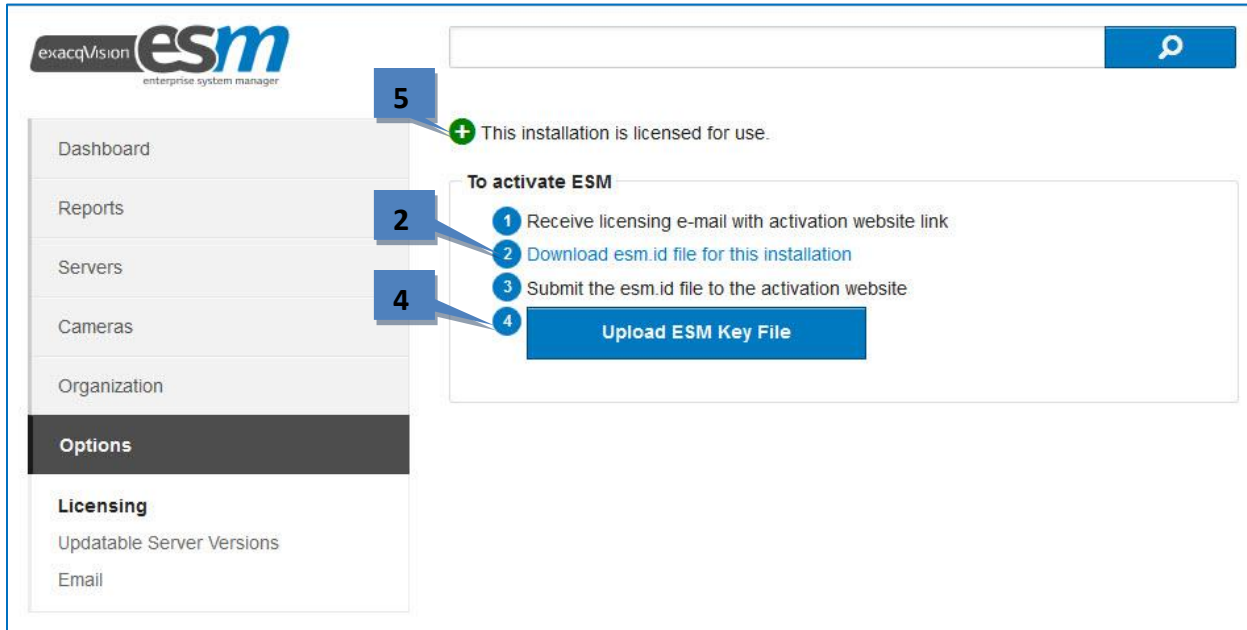 exacqVision esm
enterprise system manager
5
This installation is licensed for use.
Dashboard
Reports
Servers
Cameras
Organization
Options
Licensing
Updatable Server Versions
Email
To activate ESM
1 Receive licensing e-mail with activation website link
2
2 Download esm.id file for this installation
3 Submit the esm.id file to the activation website
4
4 Upload ESM Key File